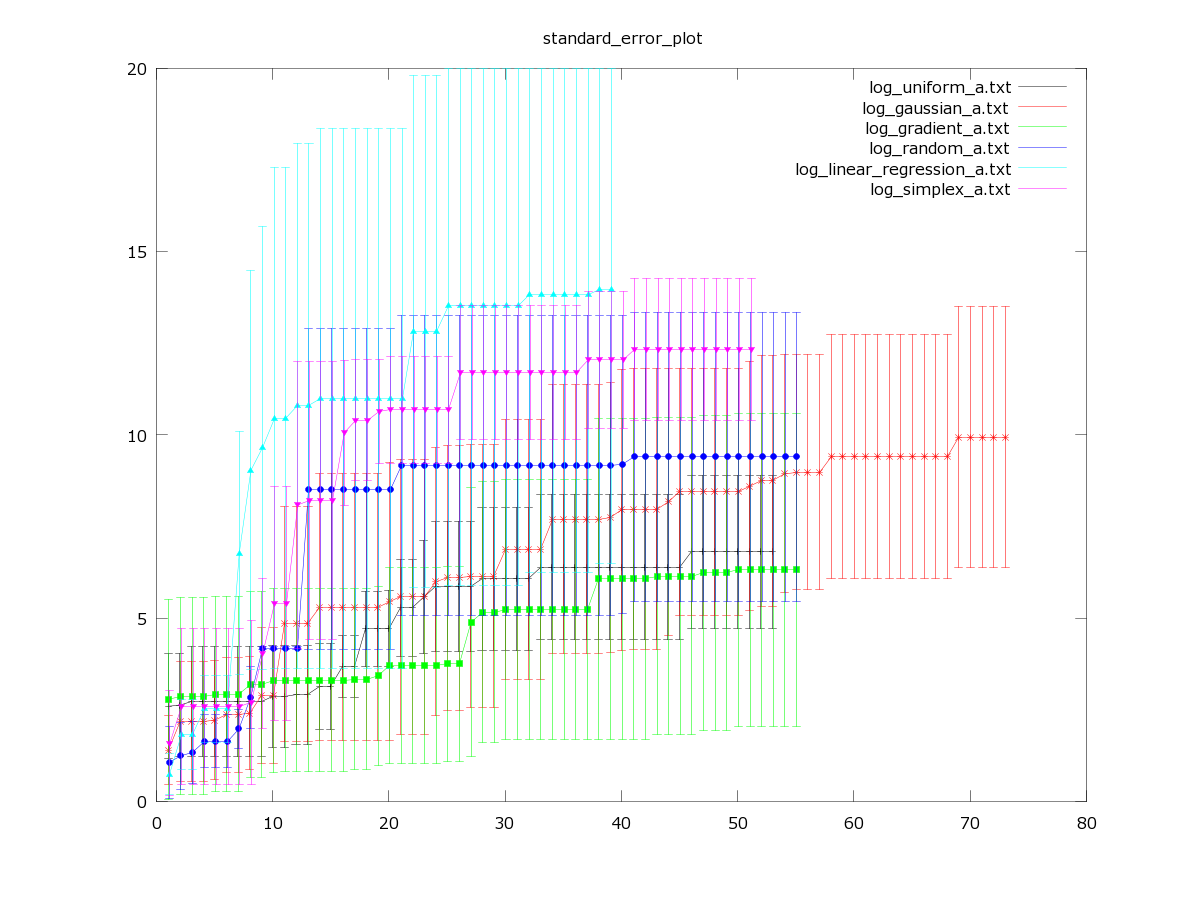 standard_error_plot
20
15
10
5
0
log_uniform_a.txt
log_gaussian_a.txt
log_gradient_a.txt
log_random_a.txt
log_linear_regression_a.txt
log_simplex_a.txt
0 10 20 30 40 50 60 70 80